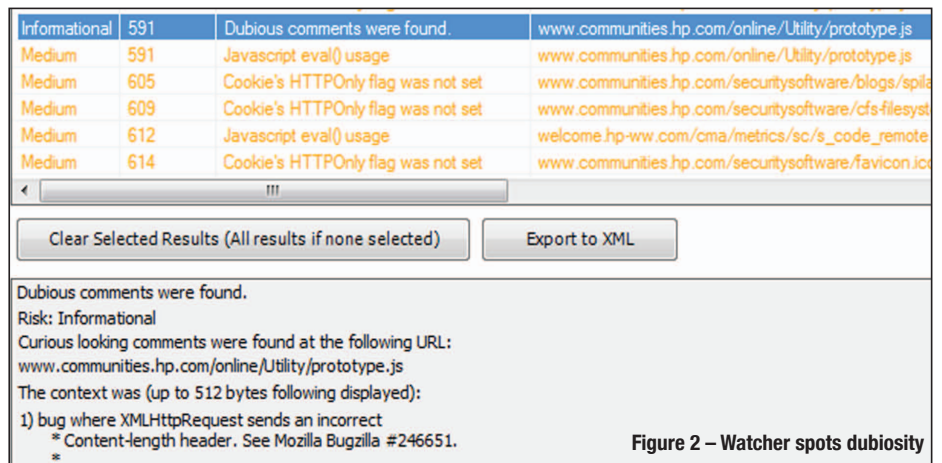 Informational 591 Dubious comments were found. www.communities.hp.com/online/Utility/prototype.js
Medium 591 Javascript eval() usage www.communities.hp.com/online/Utility/prototype.js
Medium 605 Cookie's HTTPOnly flag was not set www.communities.hp.com/securitysoftware/blogs/spila
Medium 609 Cookie's HTTPOnly flag was not set www.communities.hp.com/securitysoftware/cfs-filesyst
Medium 612 Javascript eval() usage welcome.hp-ww.com/cma/metrics/sc/s_code_remote
Medium 614 Cookie's HTTPOnly flag was not set www.communities.hp.com/securitysoftware/favicon.ico
Clear Selected Results (All results if none selected) Export to XML
Dubious comments were found.
Risk: Informational
Curious looking comments were found at the following URL:
www.communities.hp.com/online/Utility/prototype.js
The context was (up to 512 bytes following displayed):
1) bug where XMLHttpRequest sends an incorrect
* Content-length header. See Mozilla Bugzilla #246651.
*
Figure 2 – Watcher spots dubiosity